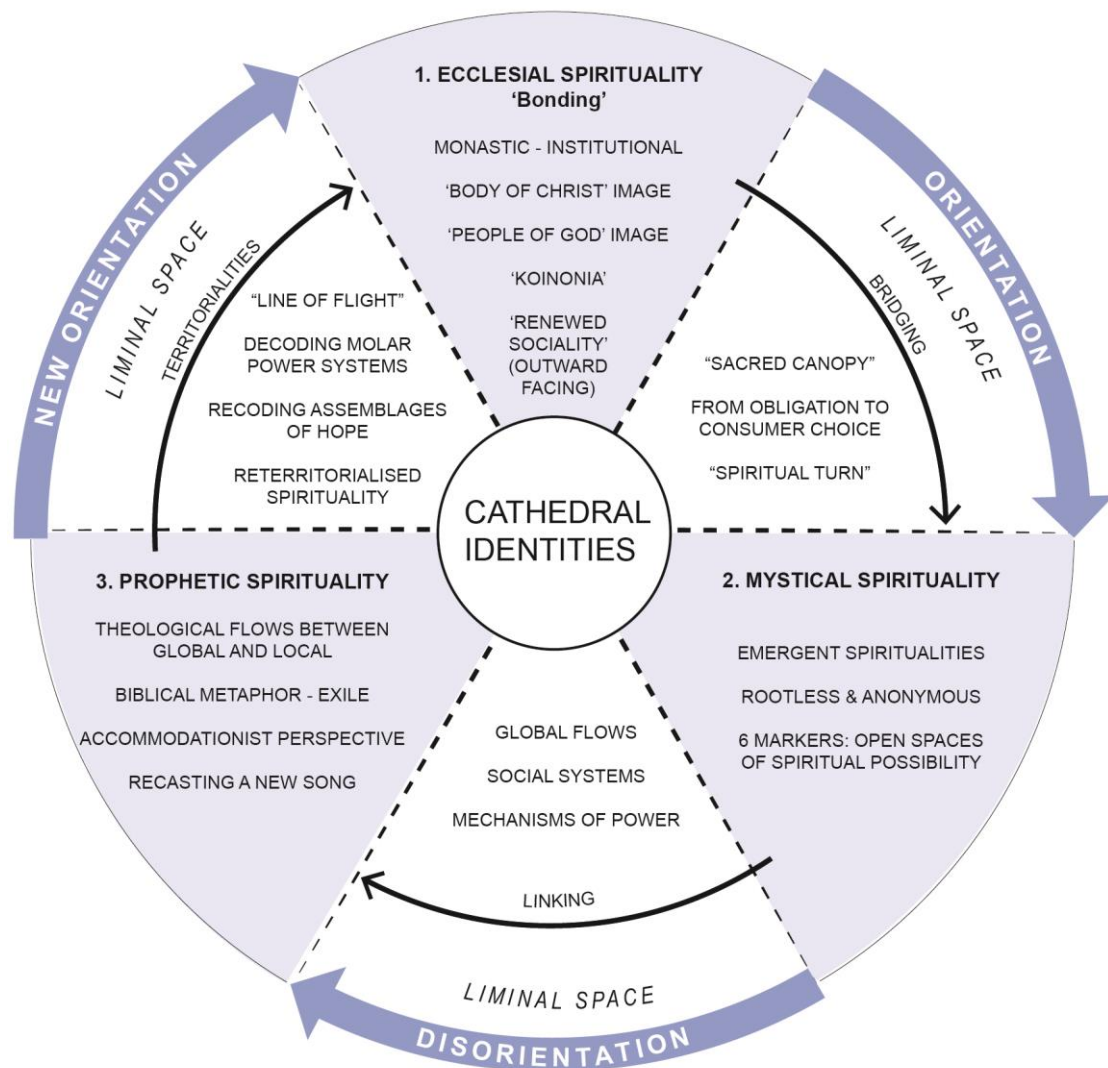 1. ECCLESIAL SPIRITUALITY
‘Bonding’
MONASTIC - INSTITUTIONAL
‘BODY OF CHRIST’ IMAGE
‘PEOPLE OF GOD’ IMAGE
‘KOINONIA’
‘RENEWED
SOCIALITY’
(OUTWARD
FACING)
ORIENTATION
LIMINAL SPACE
BRIDGING
“SACRED CANOPY”
FROM OBLIGATION TO
CONSUMER CHOICE
“SPIRITUAL TURN”
2. MYSTICAL SPIRITUALITY
EMERGENT SPIRITUALITIES
ROOTLESS & ANONYMOUS
6 MARKERS: OPEN SPACES
OF SPIRITUAL POSSIBILITY
GLOBAL FLOWS
SOCIAL SYSTEMS
MECHANISMS OF POWER
LINKING
LIMINAL SPACE
DISORIENTATION
3. PROPHETIC SPIRITUALITY
THEOLOGICAL FLOWS BETWEEN
GLOBAL AND LOCAL
BIBLICAL METAPHOR - EXILE
ACCOMMODATIONIST PERSPECTIVE
RECASTING A NEW SONG
NEW ORIENTATION
LIMINAL SPACE
TERRITORIALITIES
“LINE OF FLIGHT”
DECODING MOLAR
POWER SYSTEMS
RECODING ASSEMBLAGES
OF HOPE
RETERRITORIALISED
SPIRITUALITY
CATHEDRAL
IDENTITIES